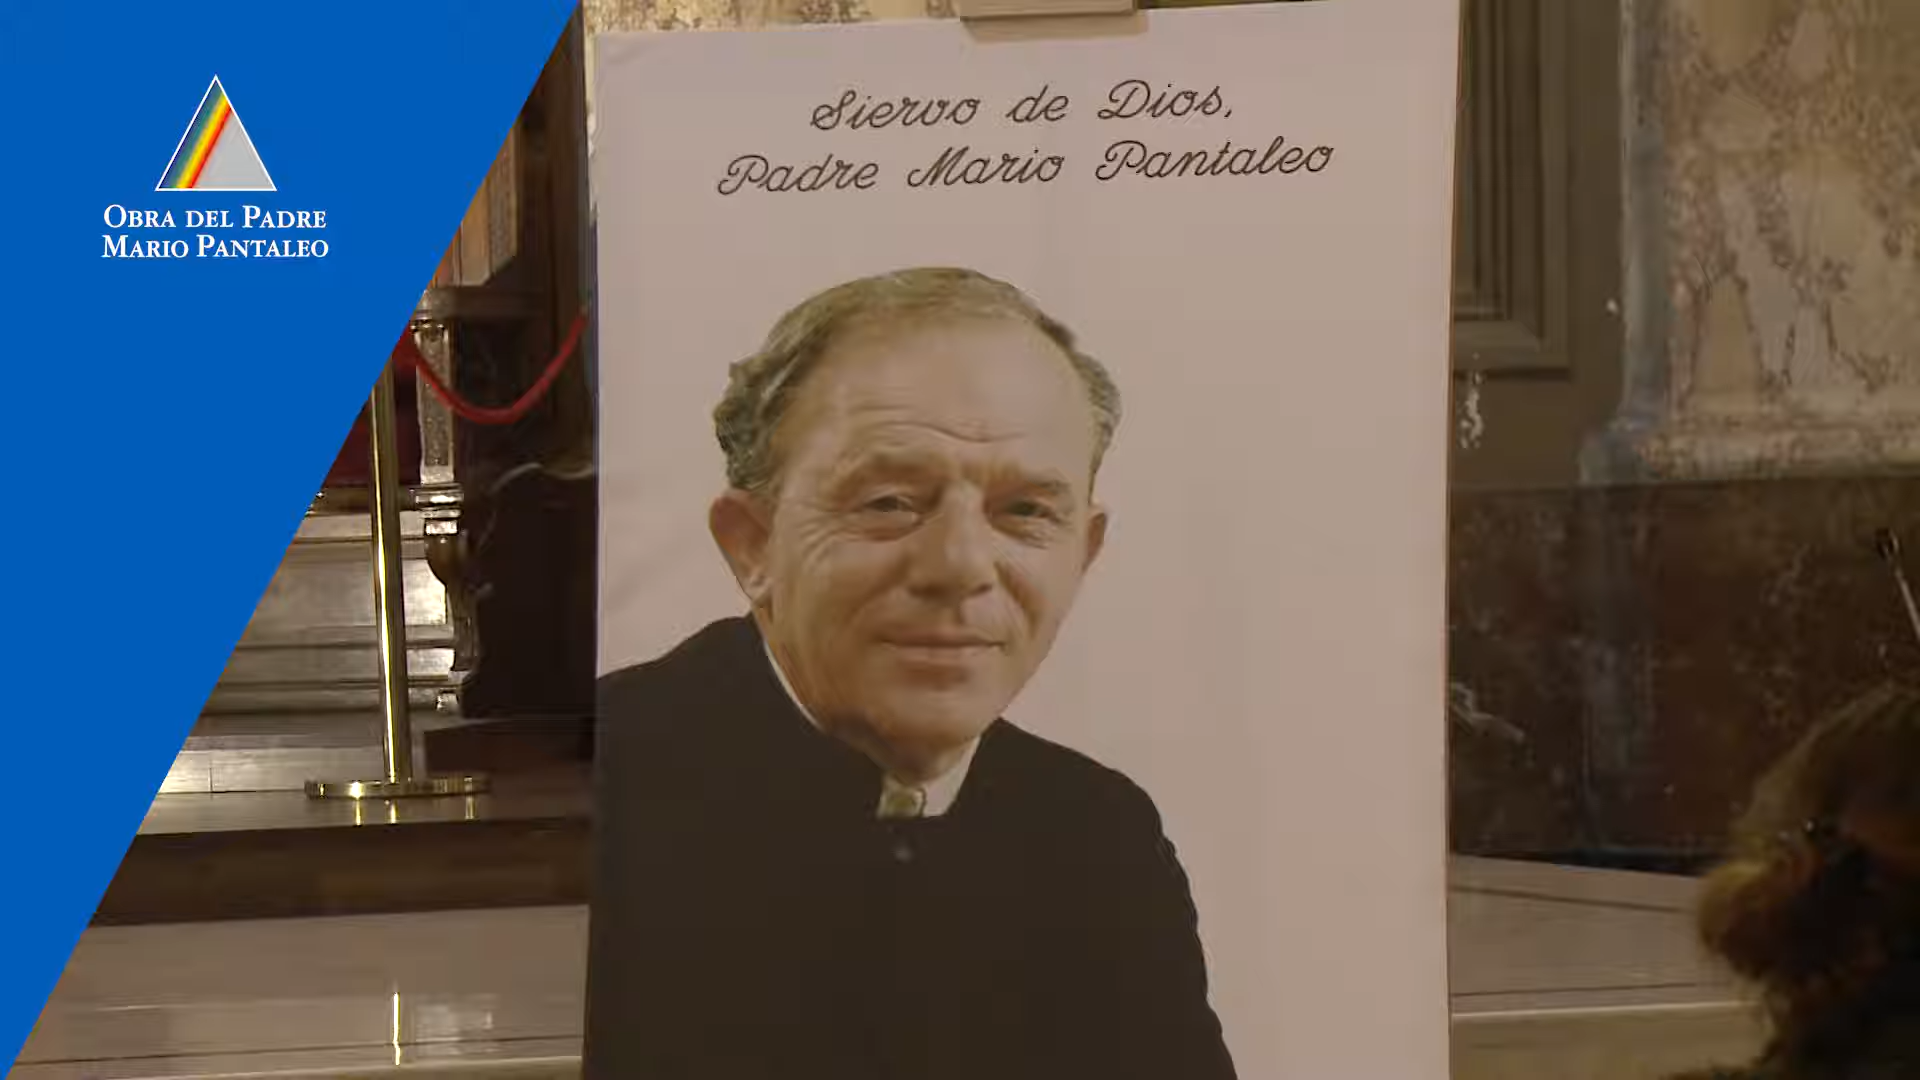 OBRA DEL PADRE
MARIO PANTALEO
Siervo de Dios,
Padre Mario Pantaleo